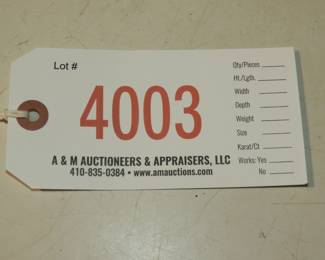 Lot #
4003
A & M AUCTIONEERS & APPRAISERS, LLC
410-835-0384 • www.amauctions.com
Qty/Pieces
Ht./Lgth.
Width
Depth
Weight
Size
Karat/Ct
Works: Yes
No